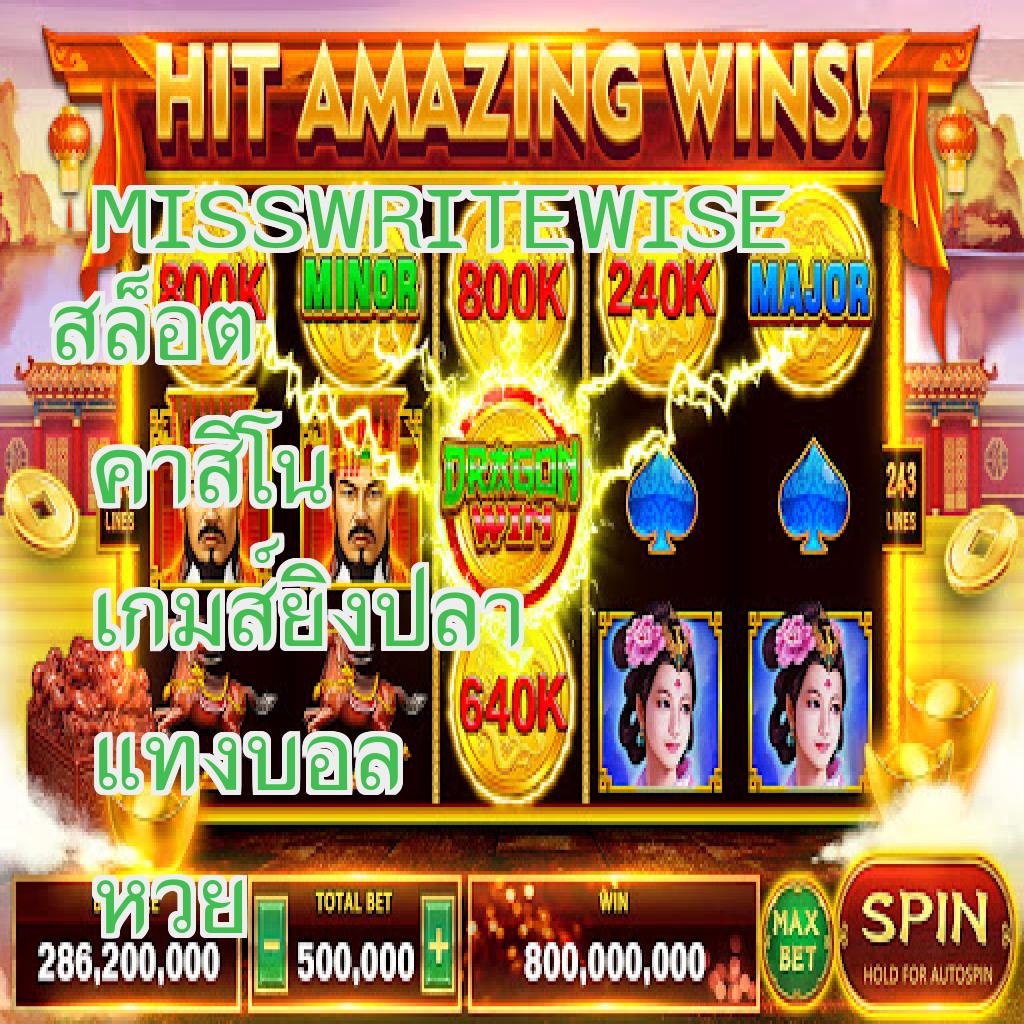 HIT AMAZING WINS!
MISSWRITEWISE
800K MINOR 800K 240K MAJOR
สล็อต
คาสิโน
DRAGON WIN
243 LINES
LINES
เกมส์ยิงปลา
640K
แทงบอล
หวย
TOTAL BET
WIN
286,200,000
- 500,000 +
800,000,000
MAX BET
SPIN
HOLD FOR AUTOSPIN